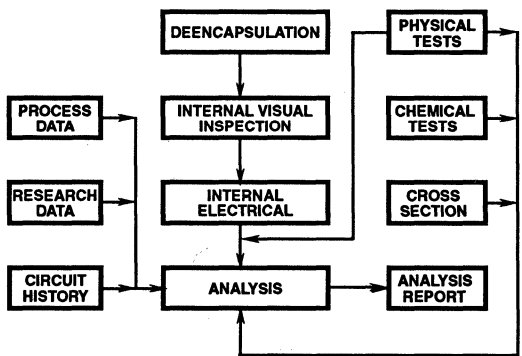 DEENCAPSULATION
PHYSICAL
TESTS
PROCESS
DATA
INTERNAL VISUAL
INSPECTION
CHEMICAL
TESTS
RESEARCH
DATA
INTERNAL
ELECTRICAL
CROSS
SECTION
CIRCUIT
HISTORY
ANALYSIS
ANALYSIS
REPORT